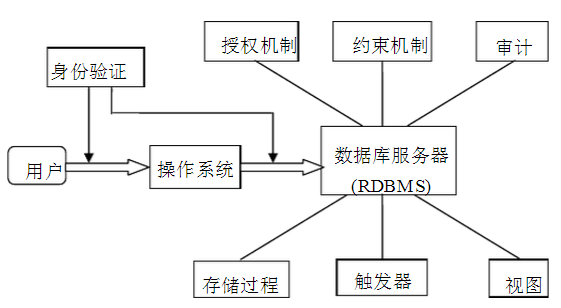 授权机制
约束机制
审计
身份验证
用户
操作系统
数据库服务器
(RDBMS)
存储过程
触发器
视图